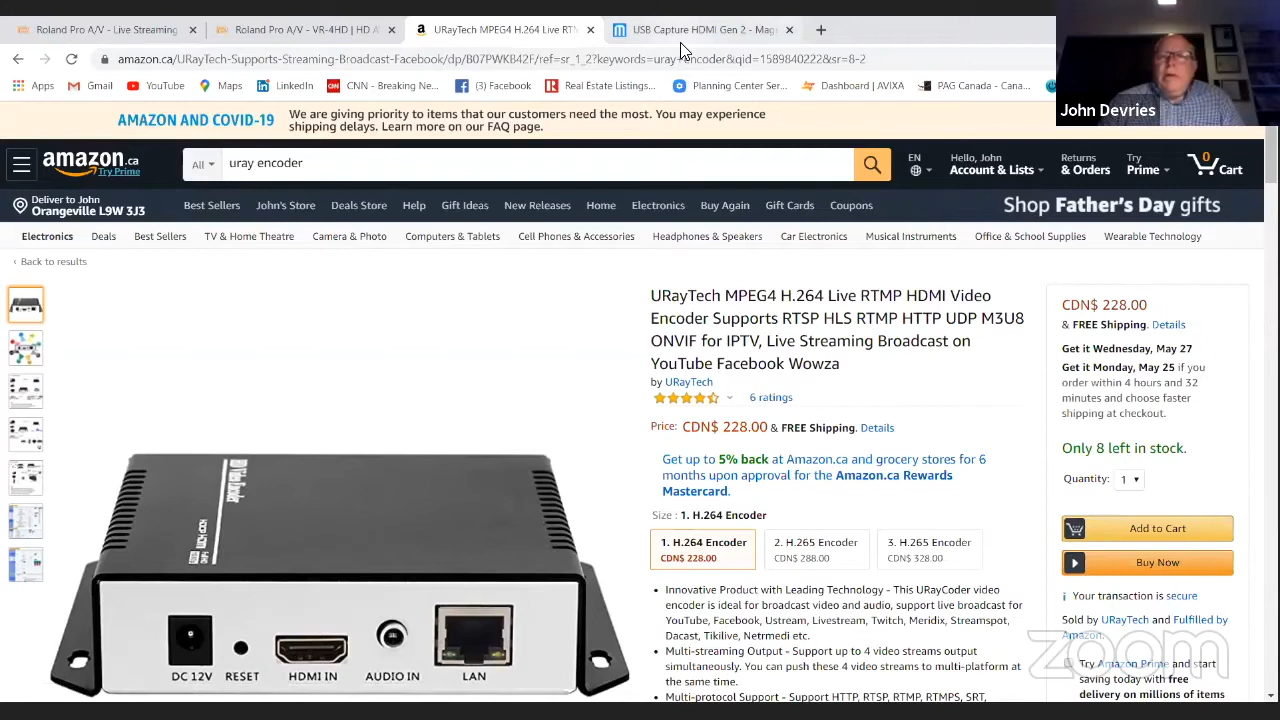 Roland Pro A/V - Live Streaming
Roland Pro A/V - VR-4HD | HD A
URayTech MPEG4 H.264 Live RTM
USB Capture HDMI Gen 2 - Mag
amazon.ca/URayTech-Supports-Streaming-Broadcast-Facebook/dp/B07PWKB42F/ref=sr_1_2?keywords=uray+encoder&qid=1589840222&sr=8-2
Apps
Gmail
YouTube
Maps
LinkedIn
CNN - Breaking Ne...
(3) Facebook
Real Estate Listings...
Planning Center Ser...
Dashboard | AVIXA
PAG Canada - Cana...
John Devries
AMAZON AND COVID-19
We are giving priority to items that our customers need the most. You may experience
shipping delays. Learn more on our FAQ page.
amazon.ca
Try Prime
All
uray encoder
EN
Hello, John
Account & Lists
Returns
& Orders
Try
Prime
0
Cart
Deliver to John
Orangeville L9W 3J3
Best Sellers
John's Store
Deals Store
Help
Gift Ideas
New Releases
Home
Electronics
Buy Again
Gift Cards
Coupons
Shop Father's Day gifts
Electronics
Deals
Best Sellers
TV & Home Theatre
Camera & Photo
Computers & Tablets
Cell Phones & Accessories
Headphones & Speakers
Car Electronics
Musical Instruments
Office & School Supplies
Wearable Technology
‹ Back to results
DC 12V
RESET
HDMI IN
AUDIO IN
LAN
URayTech MPEG4 H.264 Live RTMP HDMI Video
Encoder Supports RTSP HLS RTMP HTTP UDP M3U8
ONVIF for IPTV, Live Streaming Broadcast on
YouTube Facebook Wowza
by URayTech
6 ratings
Price: CDN$ 228.00 & FREE Shipping. Details
Get up to 5% back at Amazon.ca and grocery stores for 6
months upon approval for the Amazon.ca Rewards
Mastercard.
Size : 1. H.264 Encoder
1. H.264 Encoder
CDN$ 228.00
2. H.265 Encoder
CDN$ 288.00
3. H.265 Encoder
CDN$ 328.00
• Innovative Product with Leading Technology - This URayCoder video
encoder is ideal for broadcast video and audio, support live broadcast for
YouTube, Facebook, Ustream, Livestream, Twitch, Meridix, Streamspot,
Dacast, Tikilive, Netrmedi etc.
• Multi-streaming Output - Support up to 4 video streams output
simultaneously. You can push these 4 video streams to multi-platform at
the same time.
• Multi-protocol Support - Support HTTP, RTSP, RTMP, RTMPS, SRT,
CDN$ 228.00
& FREE Shipping. Details
Get it Wednesday, May 27
Get it Monday, May 25 if you
order within 4 hours and 32
minutes and choose faster
shipping at checkout.
Only 8 left in stock.
Quantity: 1
Add to Cart
Buy Now
Your transaction is secure
Sold by URayTech and Fulfilled by
Amazon.
Try Amazon Prime and start
saving today with free
delivery on millions of items
zoom